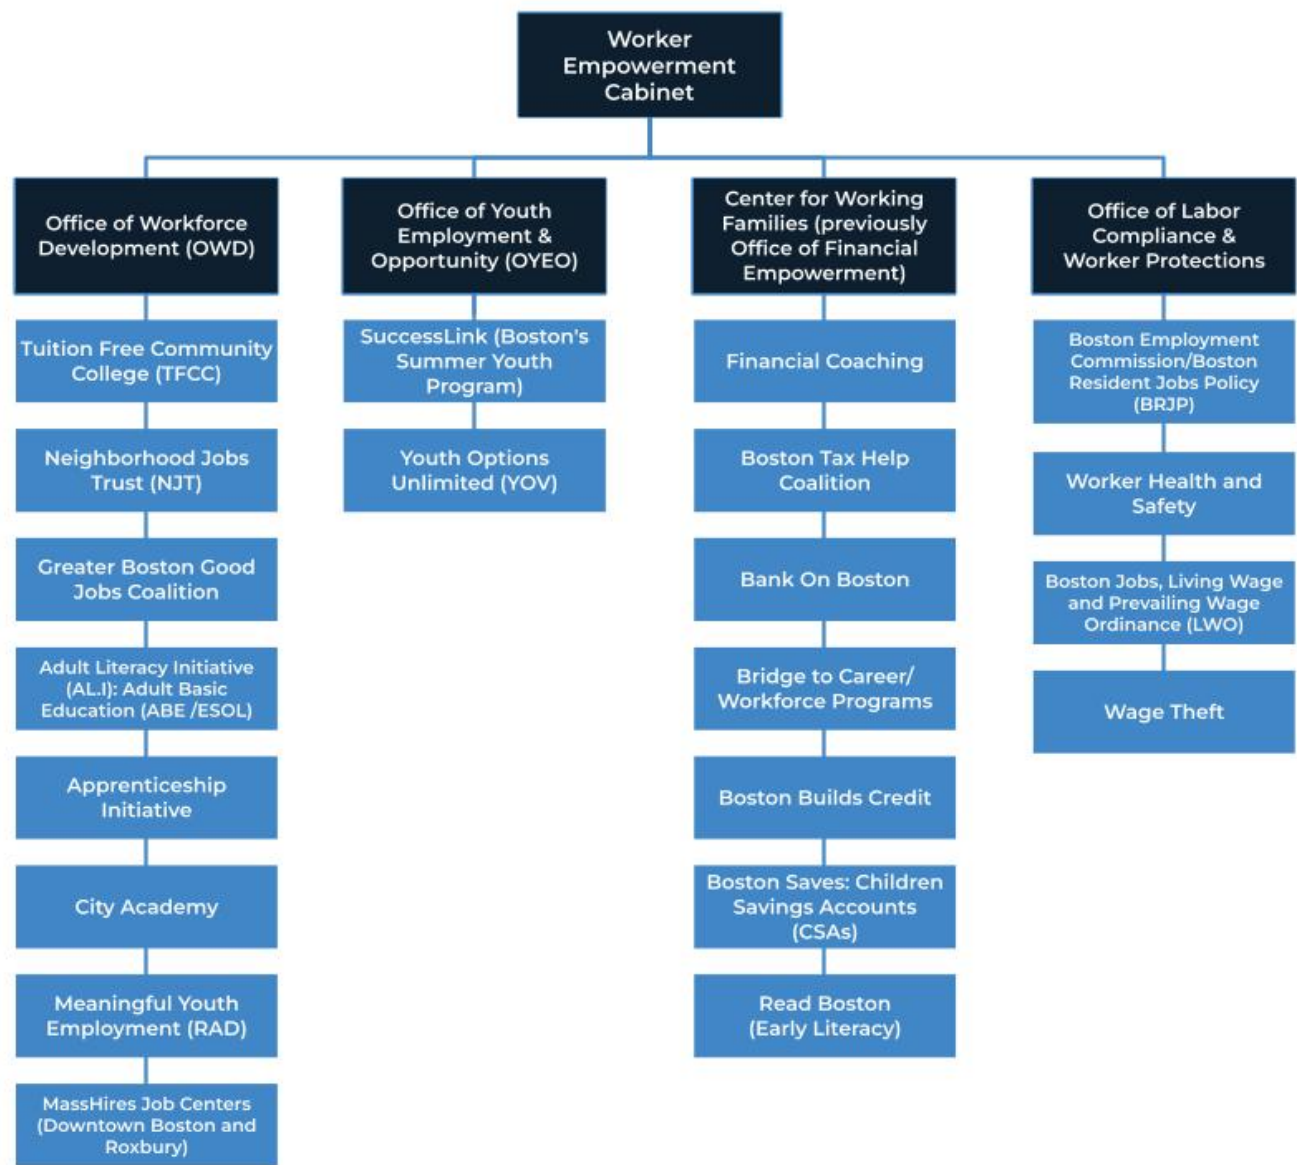 Worker
Empowerment
Cabinet
Office of Workforce
Development (OWD)
Tuition Free Community
College (TFCC)
Neighborhood Jobs
Trust (NJT)
Greater Boston Good
Jobs Coalition
Adult Literacy Initiative
(AL.I): Adult Basic
Education (ABE /ESOL)
Apprenticeship
Initiative
City Academy
Meaningful Youth
Employment (RAD)
MassHires Job Centers
(Downtown Boston and
Roxbury)
Office of Youth
Employment &
Opportunity (OYEO)
SuccessLink (Boston's
Summer Youth
Program)
Youth Options
Unlimited (YOV)
Center for Working
Families (previously
Office of Financial
Empowerment)
Financial Coaching
Boston Tax Help
Coalition
Bank On Boston
Bridge to Career/
Workforce Programs
Boston Builds Credit
Boston Saves: Children
Savings Accounts
(CSAs)
Read Boston
(Early Literacy)
Office of Labor
Compliance &
Worker Protections
Boston Employment
Commission/Boston
Resident Jobs Policy
(BRJP)
Worker Health and
Safety
Boston Jobs, Living Wage
and Prevailing Wage
Ordinance (LWO)
Wage Theft